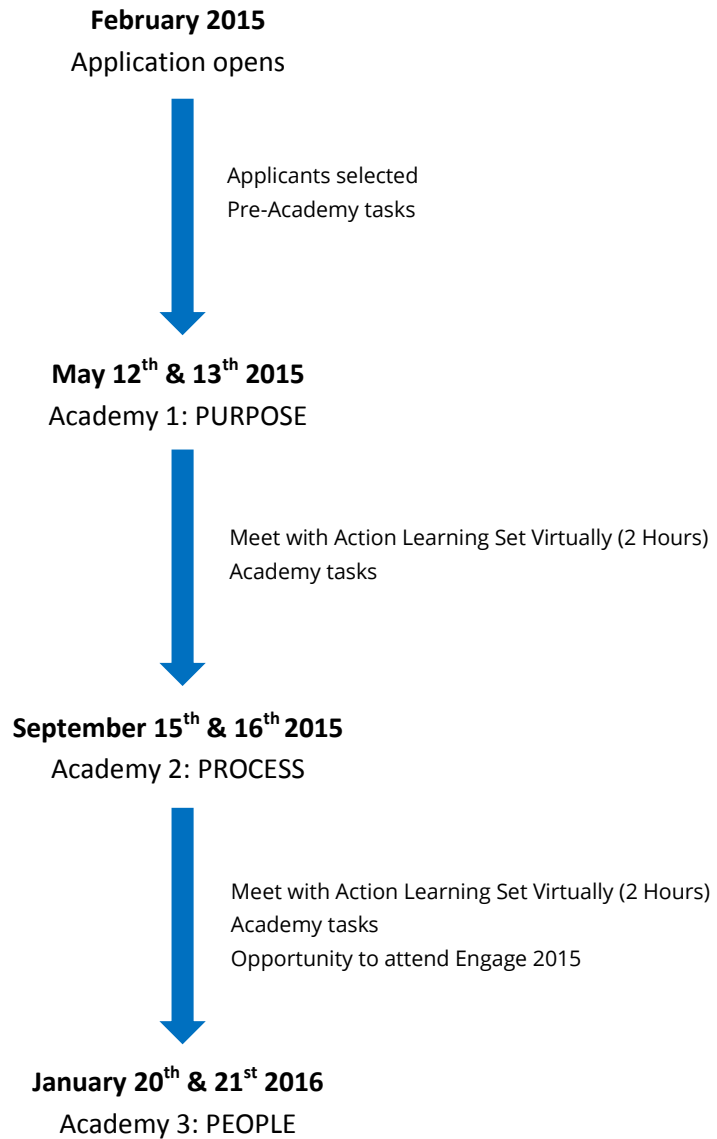 February 2015
Application opens
Applicants selected
Pre-Academy tasks
May 12th & 13th 2015
Academy 1: PURPOSE
Meet with Action Learning Set Virtually (2 Hours)
Academy tasks
September 15th & 16th 2015
Academy 2: PROCESS
Meet with Action Learning Set Virtually (2 Hours)
Academy tasks
Opportunity to attend Engage 2015
January 20th & 21st 2016
Academy 3: PEOPLE